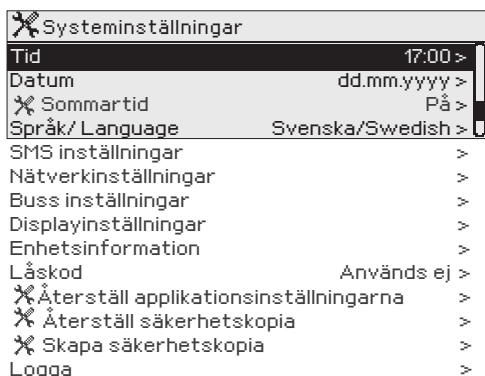 Systeminställningar
Tid 17:00 >
Datum dd.mm.yyyy >
Sommartid På >
Språk/ Language Svenska/Swedish >
SMS inställningar >
Nätverkinställningar >
Buss inställningar >
Displayinställningar >
Enhetsinformation >
Låskod Används ej >
Återställ applikationsinställningarna >
Återställ säkerhetskopia >
Skapa säkerhetskopia >
Logga >